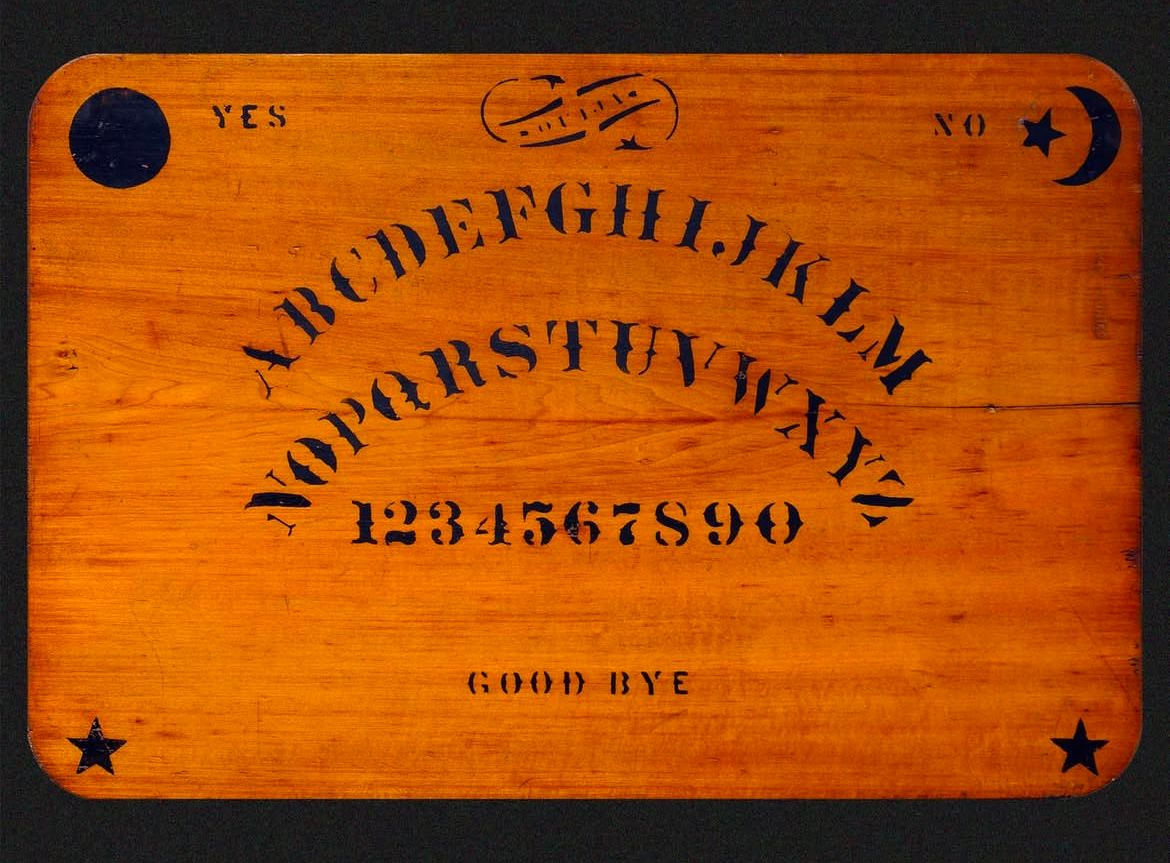 YES
NO
ABCDEFGHIJKLM
NOPQRSTUVWXYZ
1234567890
GOOD BYE